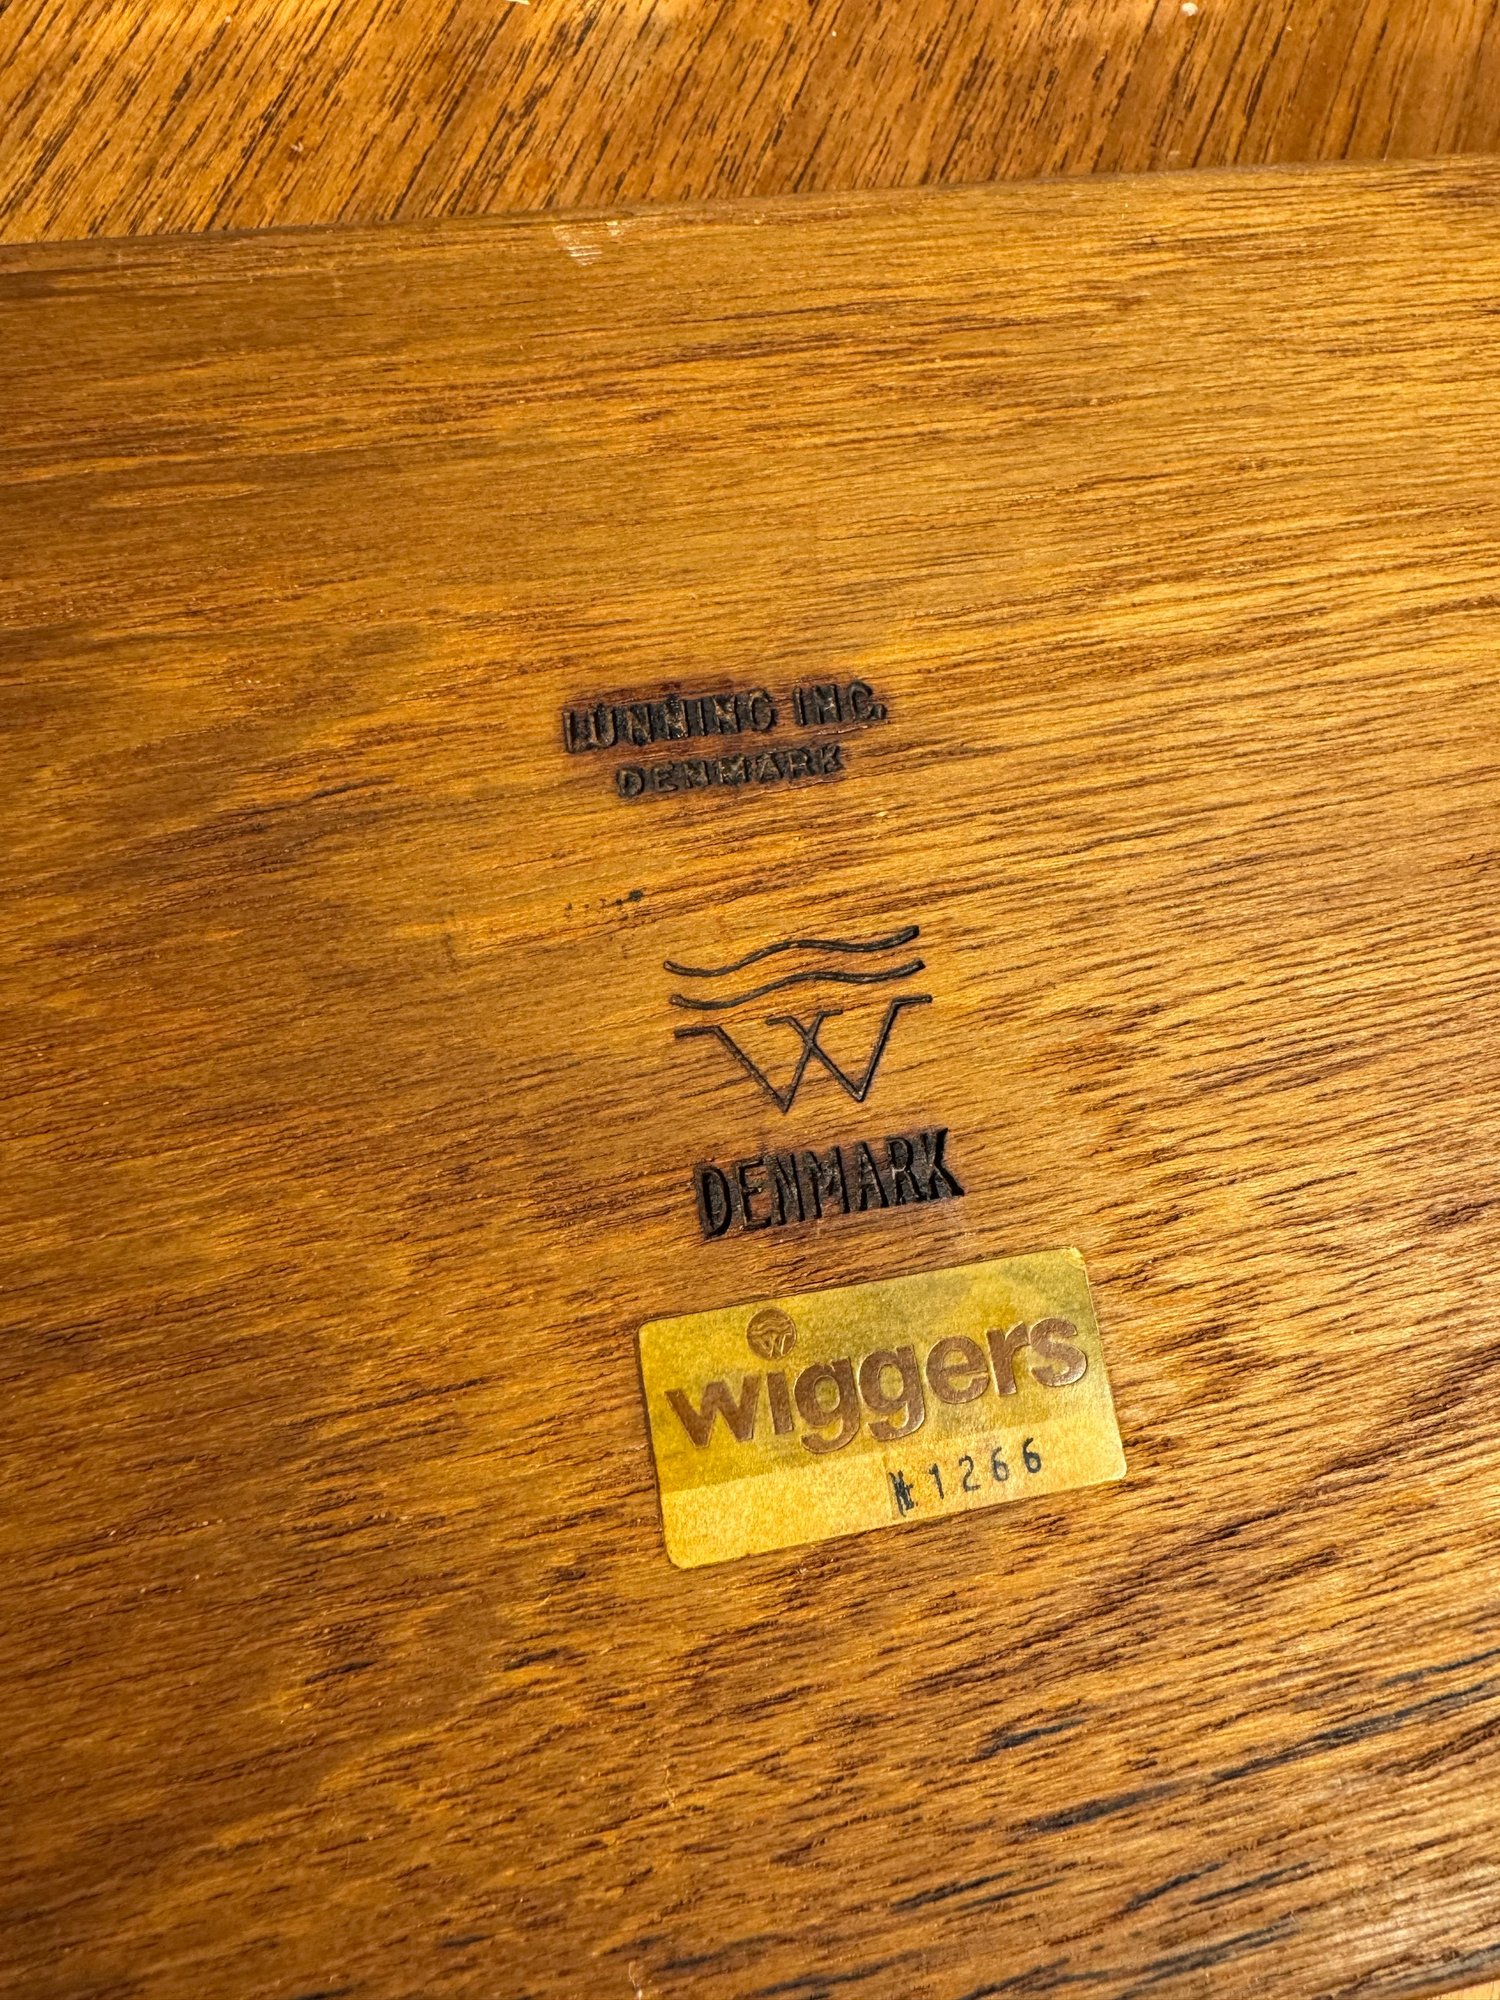 LUNNING INC.
DENMARK
W
DENMARK
W
wiggers
1266